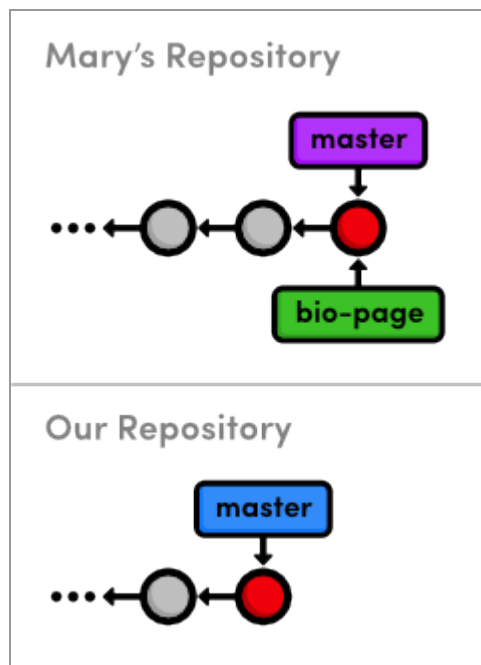 Mary's Repository
master
bio-page
Our Repository
master